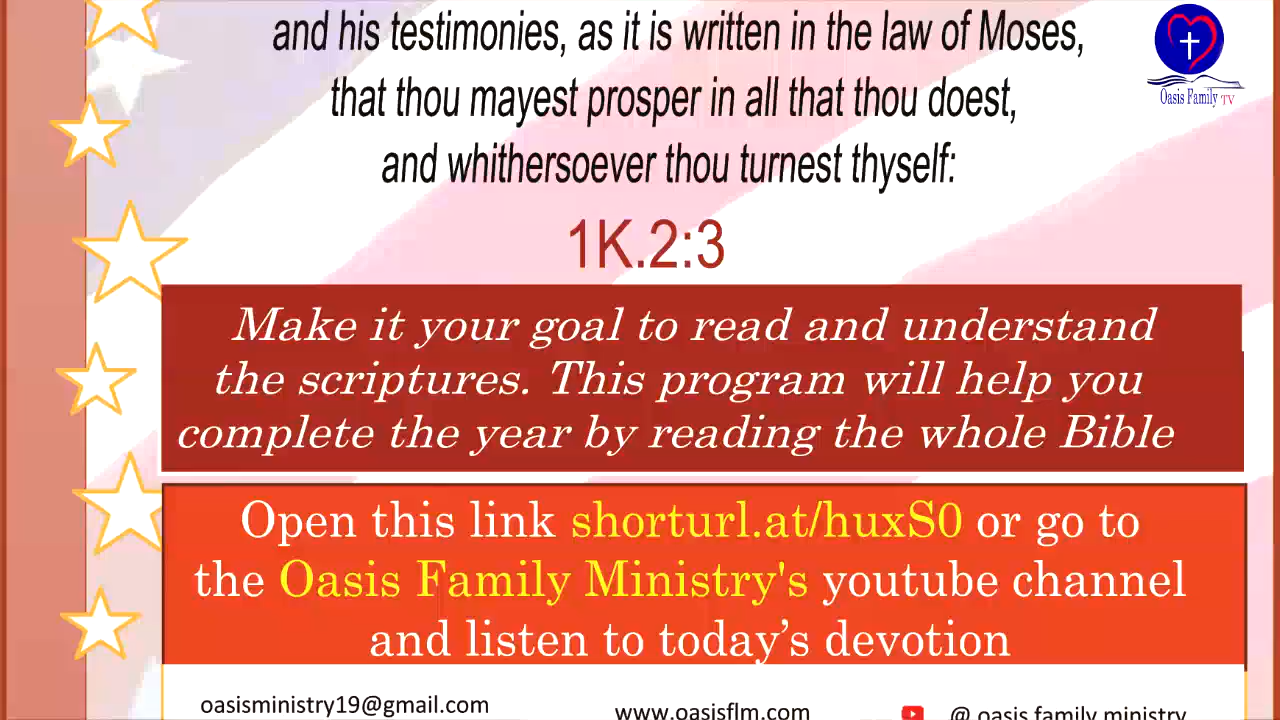 and his testimonies, as it is written in the law of Moses,
that thou mayest prosper in all that thou doest,
and whithersoever thou turnest thyself:
1K.2:3
Oasis Family TV
Make it your goal to read and understand
the scriptures. This program will help you
complete the year by reading the whole Bible
Open this link shorturl.at/huxS0 or go to
the Oasis Family Ministry's youtube channel
and listen to today’s devotion
oasisministry19@gmail.com
www.oasisflm.com
@ oasis family ministry